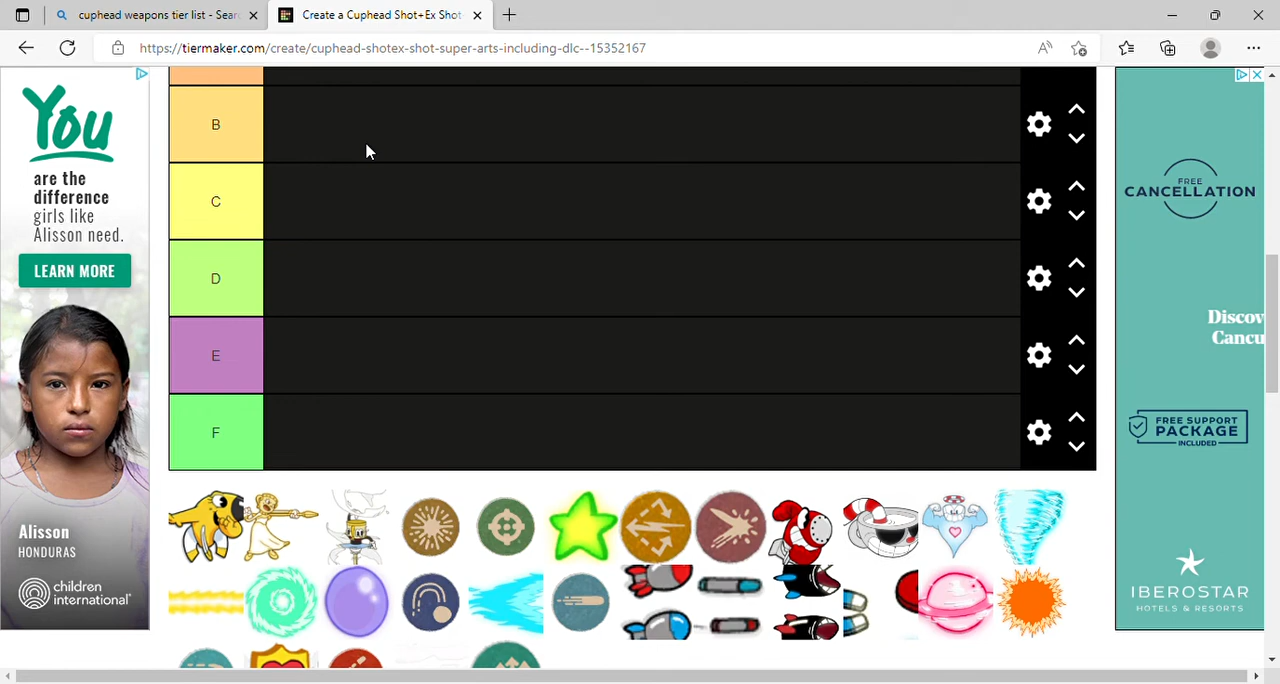 cuphead weapons tier list - Sear
Create a Cuphead Shot+Ex Shot
https://tiermaker.com/create/cuphead-shotex-shot-super-arts-including-dlc--15352167
You
are the
difference
girls like
Alisson need.
LEARN MORE
Alisson
HONDURAS
children
international
B
C
D
E
F
FREE
CANCELLATION
Discov
Cancu
FREE SUPPORT
PACKAGE
INCLUDED
IBEROSTAR
HOTELS & RESORTS